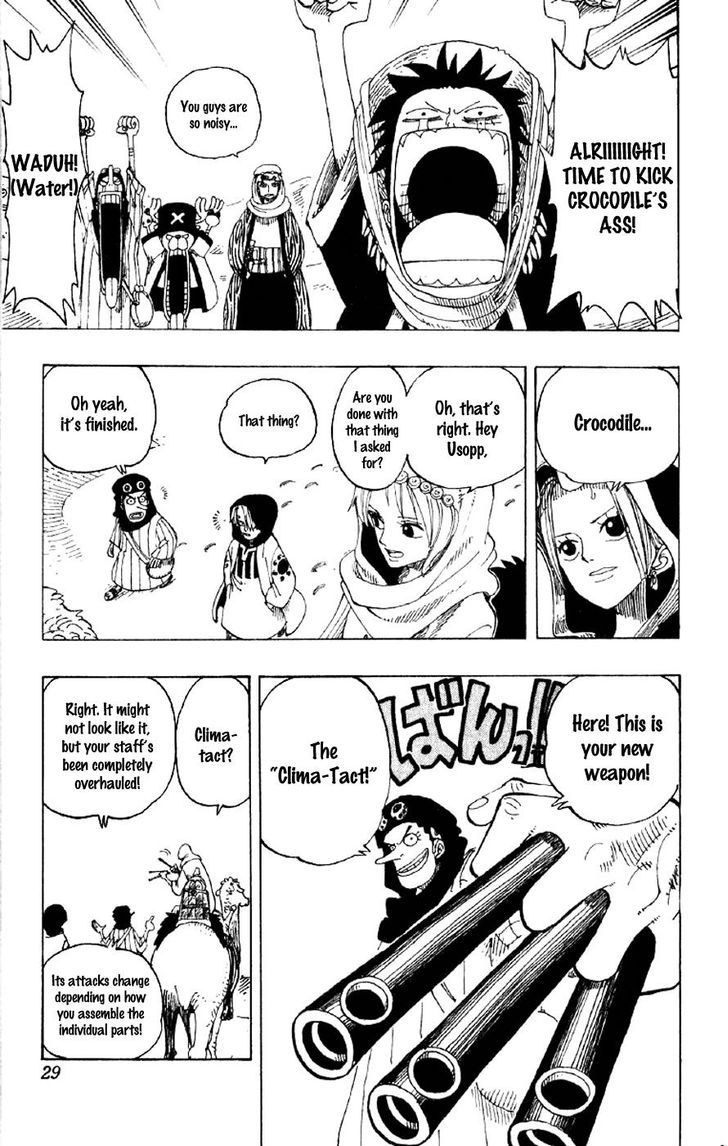 ALRIIIIIGHT!
TIME TO KICK
CROCODILE'S
ASS!
You guys are
so noisy...
WADUH!
(Water!)
Crocodile...
Oh, that's
right. Hey
Usopp,
Are you
done with
that thing
I asked
for?
That thing?
Oh yeah,
it's finished.
Here! This is
your new
weapon!
ばんっ!!
The
"Clima-Tact!"
Clima-
tact?
Right. It might
not look like it,
but your staff's
been completely
overhauled!
Its attacks change
depending on how
you assemble the
individual parts!
29